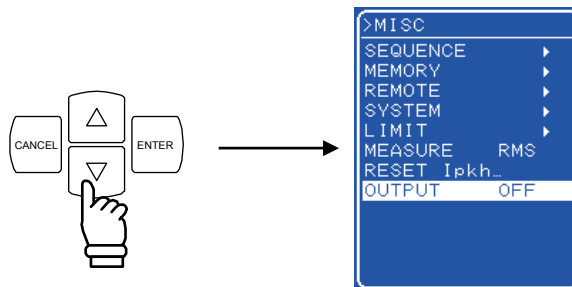 CANCEL
ENTER
>MISC
SEQUENCE
MEMORY
REMOTE
SYSTEM
LIMIT
MEASURE RMS
RESET Ipkh…
OUTPUT OFF